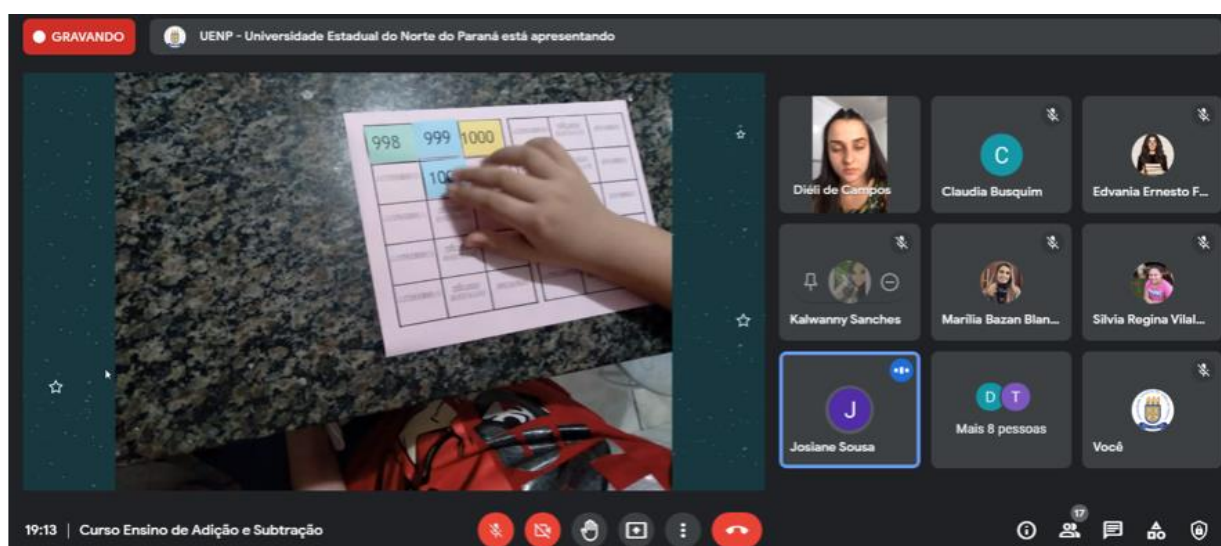 GRAVANDO
UENP - Universidade Estadual do Norte do Paraná está apresentando
998 999 1000
100
Diéli de Campos
C
Claudia Busquim
Edvania Ernesto F...
Kalwanny Sanches
Marília Bazan Blan...
Silvia Regina Vilal...
J
Josiane Sousa
D T
Mais 8 pessoas
Você
19:13 | Curso Ensino de Adição e Subtração
17